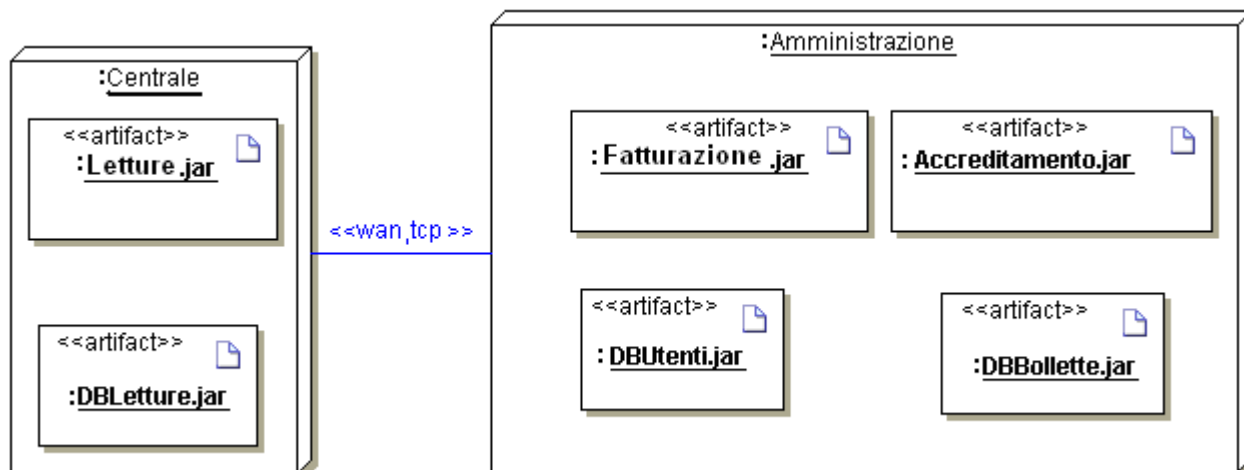 :Centrale
<<artifact>>
:Letture.jar
<<artifact>>
:DBLetture.jar
<<wan,tcp >>
:Amministrazione
<<artifact>>
:Fatturazione .jar
<<artifact>>
: Accreditamento.jar
<<artifact>>
: DBUtenti.jar
<<artifact>>
:DBBollette.jar